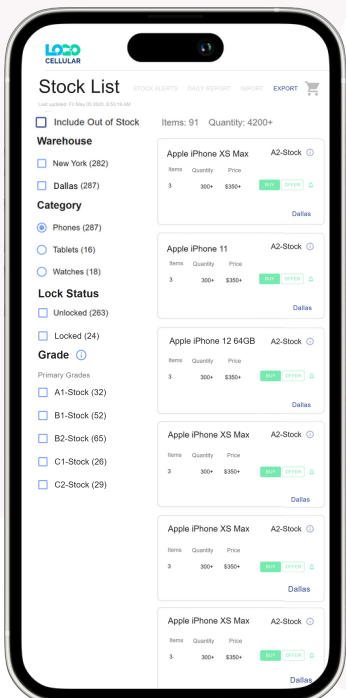 LOGO
CELLULAR
Stock List STOCK ALERTS DAILY REPORT IMPORT EXPORT
Last updated: Fri May 05 2020, 8:53:16 AM
Include Out of Stock
Items: 91 Quantity: 4200+
Warehouse
New York (282)
Dallas (287)
Category
Phones (287)
Tablets (16)
Watches (18)
Lock Status
Unlocked (263)
Locked (24)
Grade
Primary Grades
A1-Stock (32)
B1-Stock (52)
B2-Stock (65)
C1-Stock (26)
C2-Stock (29)
Apple iPhone XS Max A2-Stock
Items Quantity Price
3 300+ $350+ BUY OFFER
Dallas
Apple iPhone 11 A2-Stock
Items Quantity Price
3 300+ $350+ BUY OFFER
Dallas
Apple iPhone 12 64GB A2-Stock
Items Quantity Price
3 300+ $350+ BUY OFFER
Dallas
Apple iPhone XS Max A2-Stock
Items Quantity Price
3 300+ $350+ BUY OFFER
Dallas
Apple iPhone XS Max A2-Stock
Items Quantity Price
3 300+ $350+ BUY OFFER
Dallas
Apple iPhone XS Max A2-Stock
Items Quantity Price
3 300+ $350+ BUY OFFER
Dallas